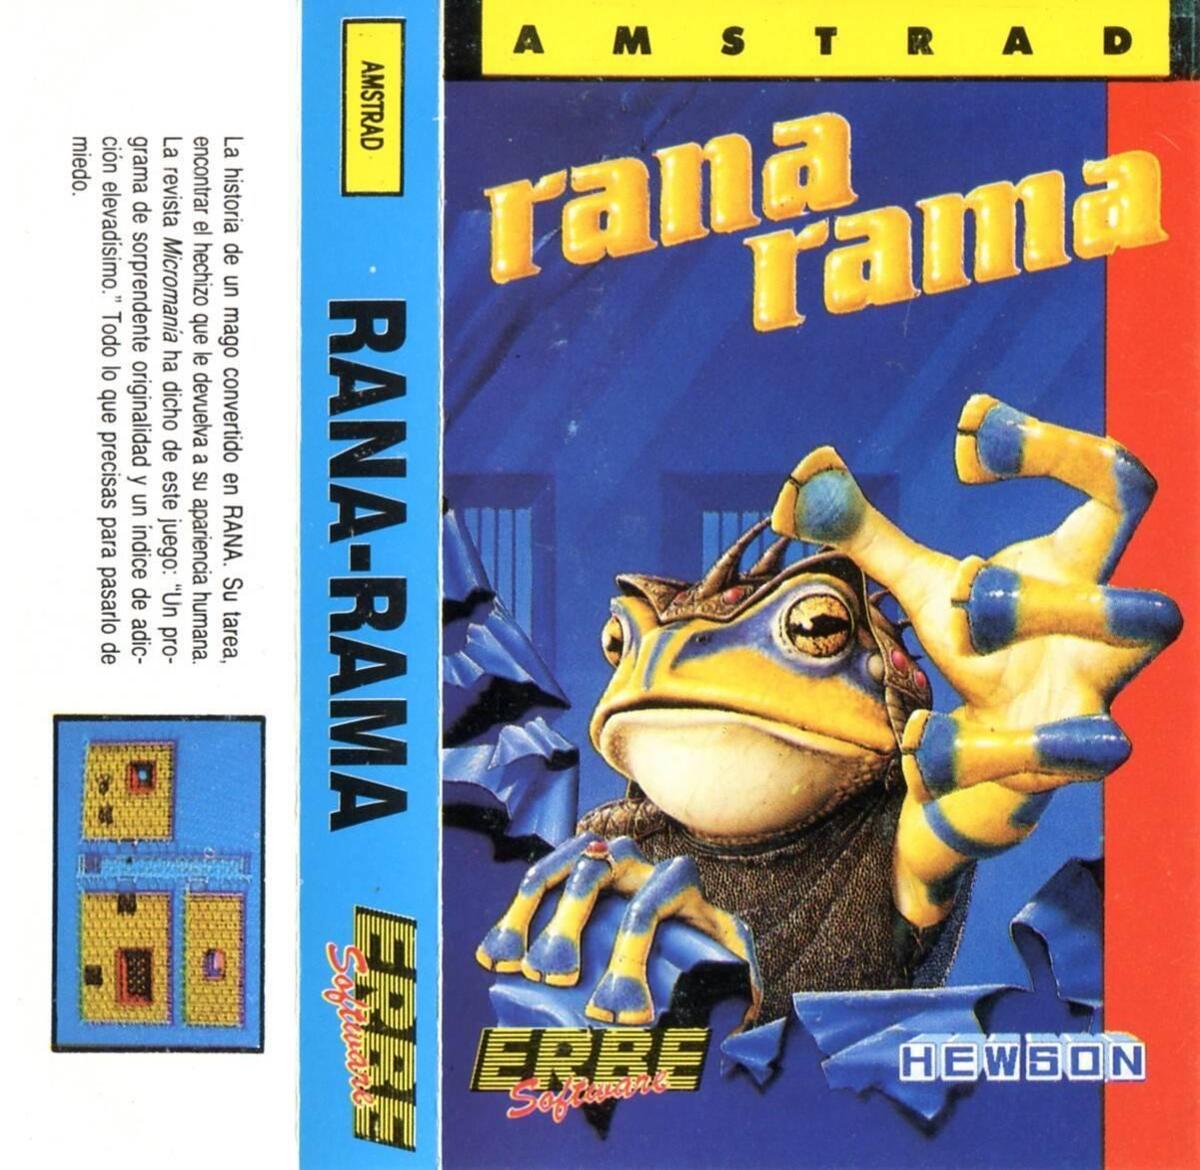 La historia de un mago convertido en RANA. Su tarea,
encontrar el hechizo que le devuelva a su apariencia humana.
La revista Micromanía ha dicho de este juego: "Un pro-
grama de sorprendente originalidad y un índice de adic-
ción elevadísimo." Todo lo que precisas para pasarlo de
miedo.
AMSTRAD
RANA-RAMA
ERBE
Software
AMSTRAD
rana
rama
ERBE
Software
HEWSON